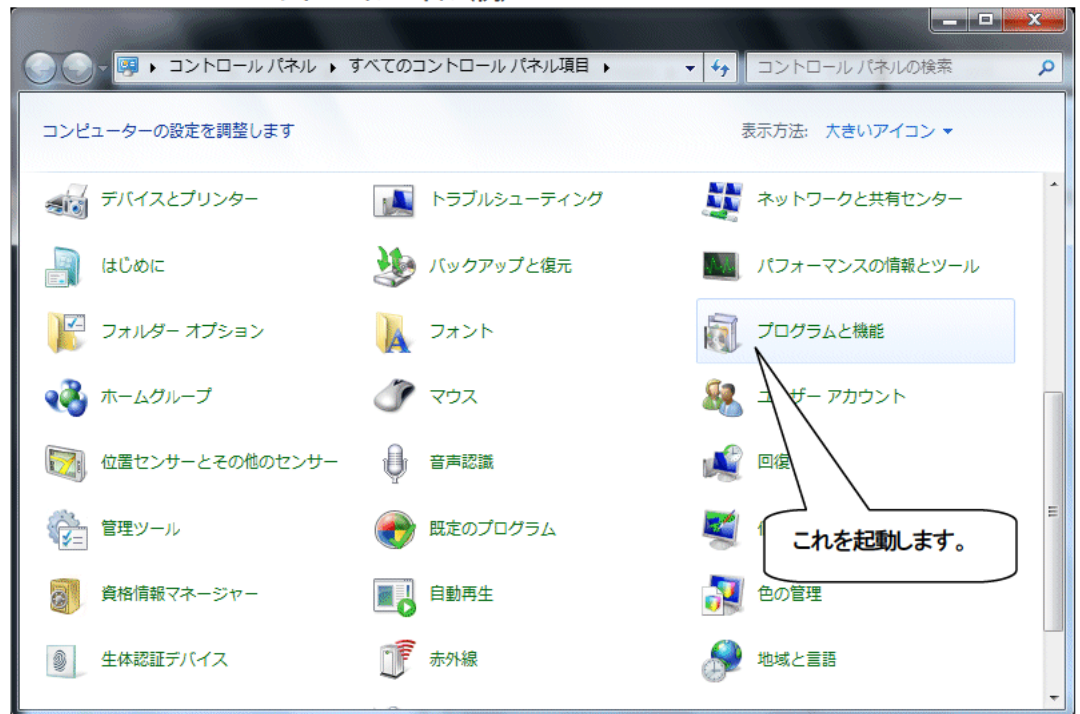 コントロール パネル ▸ すべてのコントロール パネル項目 ▸
コントロール パネルの検索
コンピューターの設定を調整します
表示方法: 大きいアイコン
デバイスとプリンター
トラブルシューティング
ネットワークと共有センター
はじめに
バックアップと復元
パフォーマンスの情報とツール
フォルダー オプション
フォント
プログラムと機能
ホームグループ
マウス
ユーザー アカウント
位置センサーとその他のセンサー
音声認識
回復
管理ツール
既定のプログラム
これを起動します。
資格情報マネージャー
自動再生
色の管理
生体認証デバイス
赤外線
地域と言語